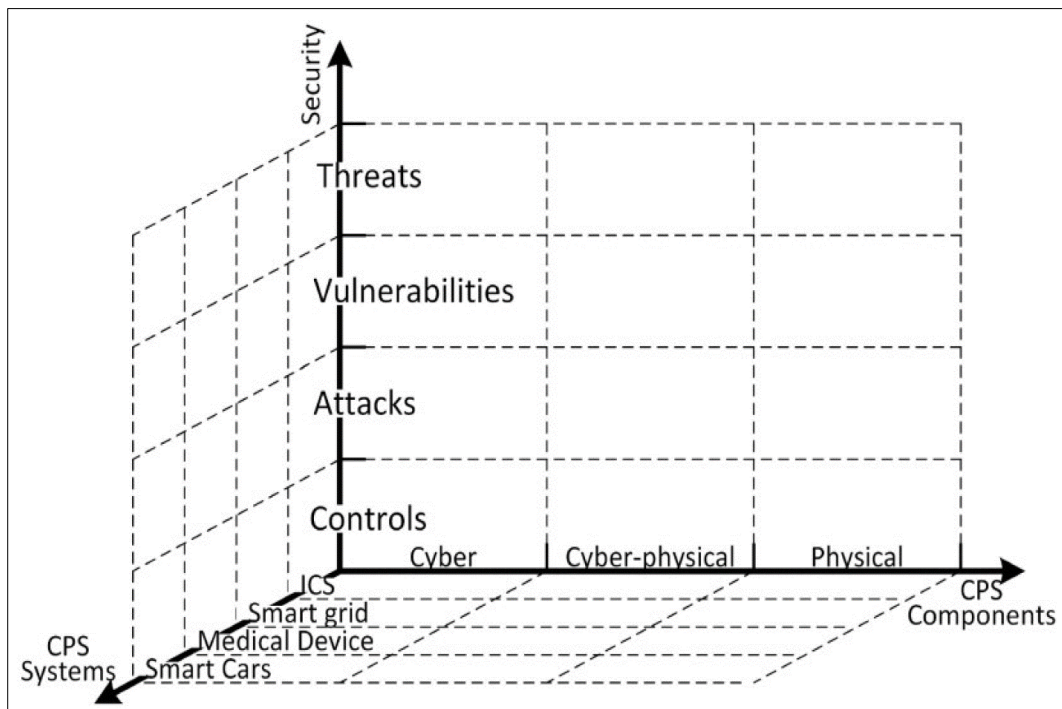 Security
Threats
Vulnerabilities
Attacks
Controls
Cyber
Cyber-physical
Physical
CPS
Components
ICS
Smart grid
Medical Device
Smart Cars
CPS
Systems